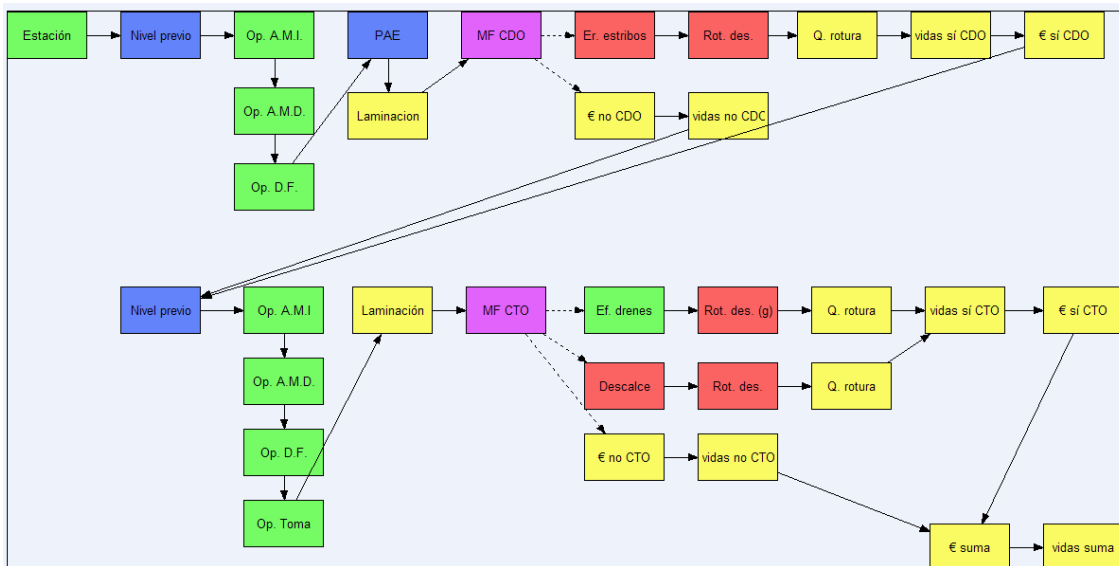 Estación
Nivel previo
Op. A.M.I.
PAE
MF CDO
Er. estribos
Rot. des.
Q. rotura
vidas sí CDO
€ sí CDO
Op. A.M.D.
Laminacion
€ no CDO
vidas no CDO
Op. D.F.
Nivel previo
Op. A.M.I
Laminación
MF CTO
Ef. drenes
Rot. des. (g)
Q. rotura
vidas sí CTO
€ sí CTO
Op. A.M.D.
Descalce
Rot. des.
Q. rotura
Op. D.F.
€ no CTO
vidas no CTO
Op. Toma
€ suma
vidas suma